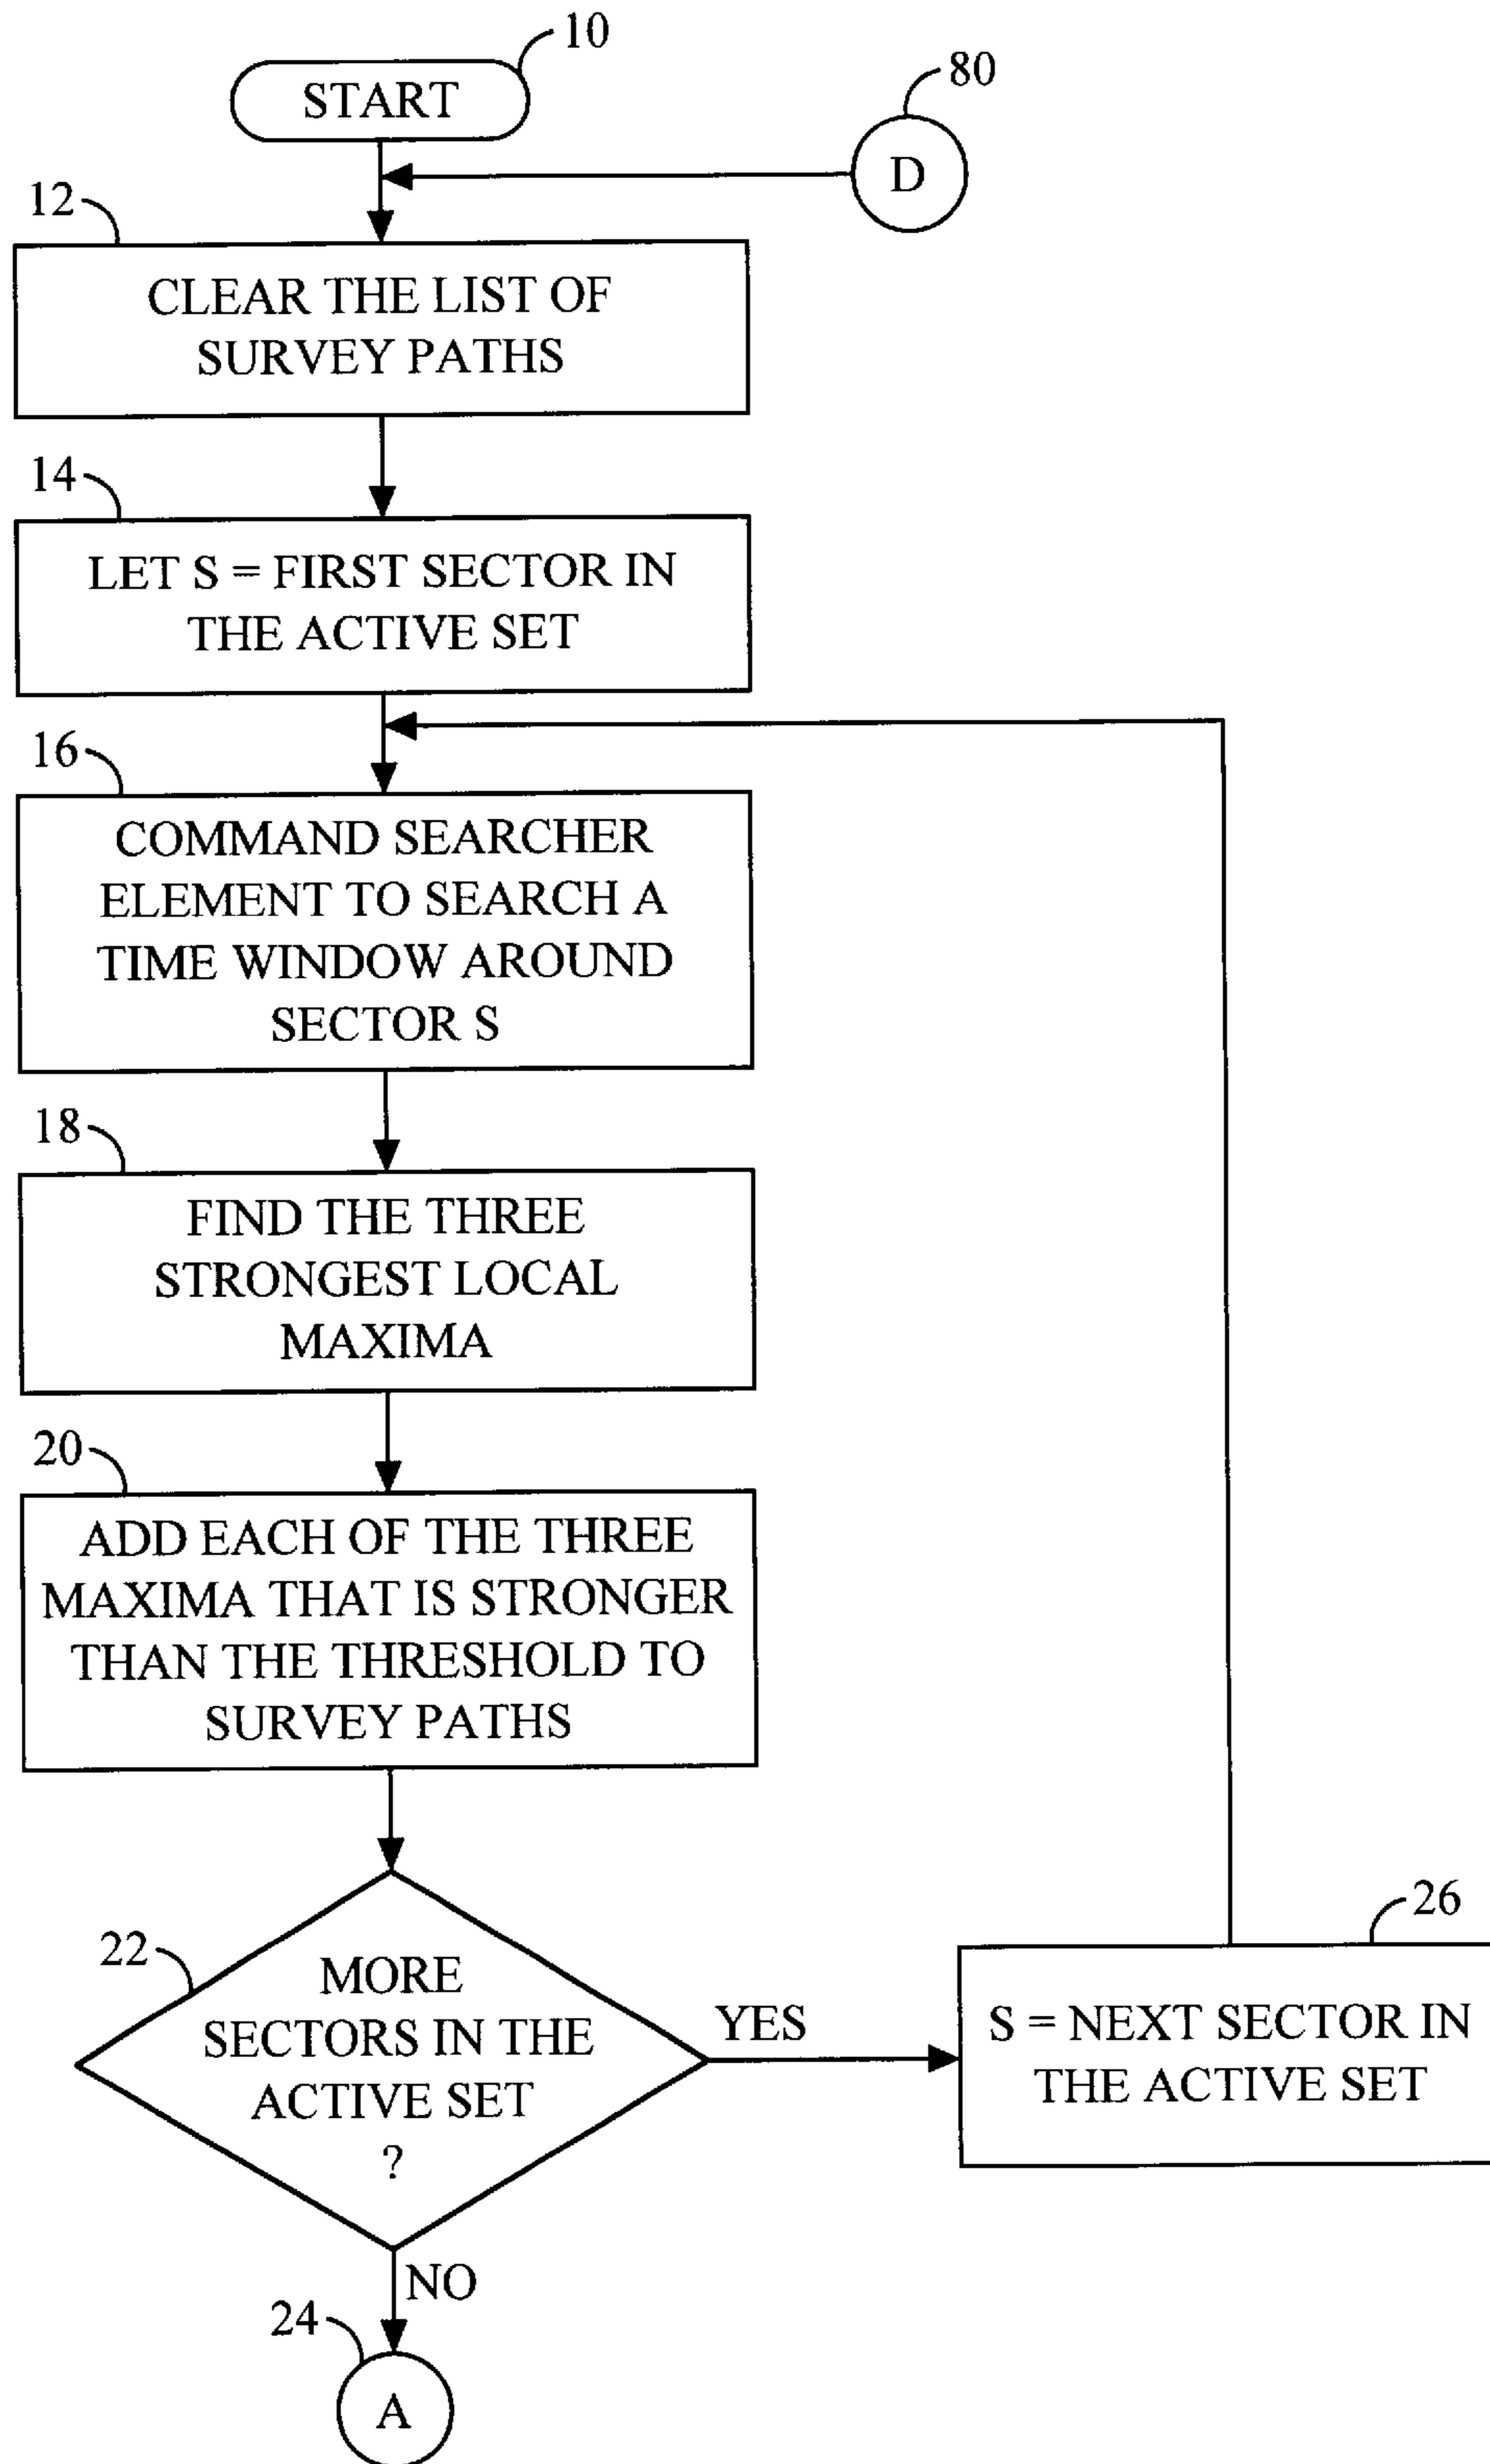 10
START
80
D
12
CLEAR THE LIST OF
SURVEY PATHS
14
LET S = FIRST SECTOR IN
THE ACTIVE SET
16
COMMAND SEARCHER
ELEMENT TO SEARCH A
TIME WINDOW AROUND
SECTOR S
18
FIND THE THREE
STRONGEST LOCAL
MAXIMA
20
ADD EACH OF THE THREE
MAXIMA THAT IS STRONGER
THAN THE THRESHOLD TO
SURVEY PATHS
22
MORE
SECTORS IN THE
ACTIVE SET
?
YES
26
S = NEXT SECTOR IN
THE ACTIVE SET
NO
24
A